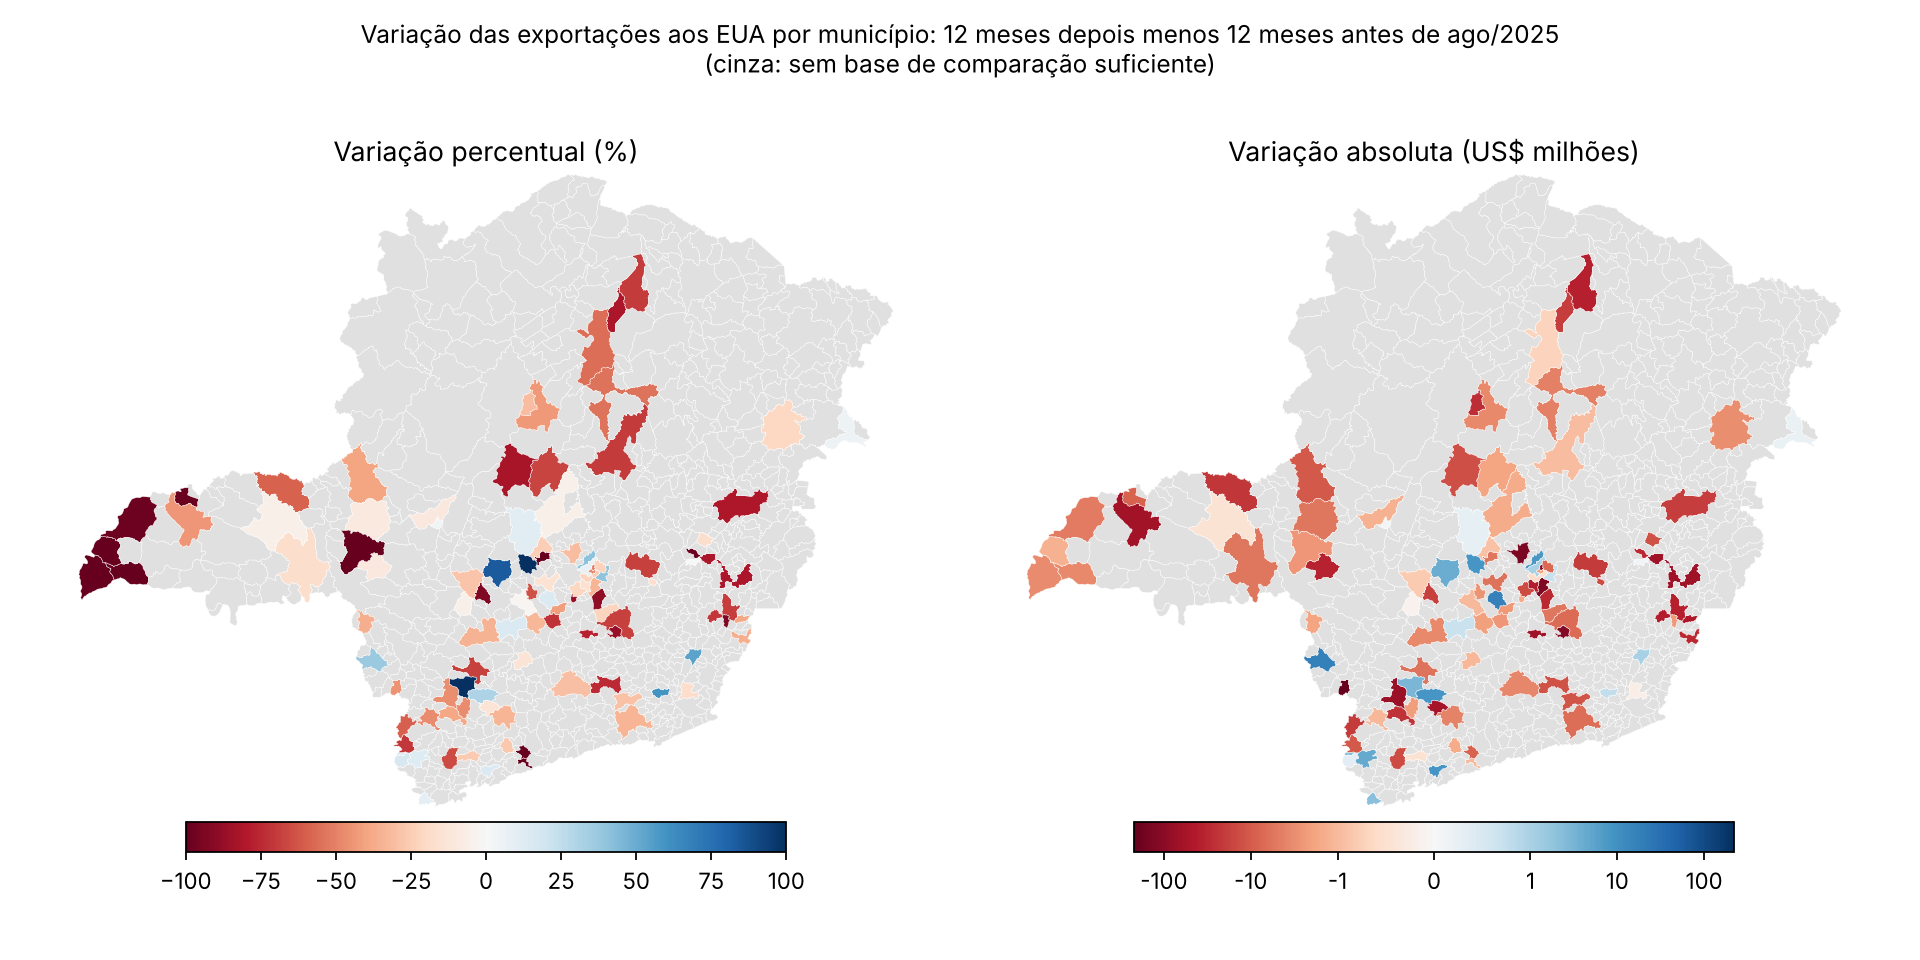 Variação das exportações aos EUA por município: 12 meses depois menos 12 meses antes de ago/2025
(cinza: sem base de comparação suficiente)
Variação percentual (%)
Variação absoluta (US$ milhões)
−100 −75 −50 −25 0 25 50 75 100
-100 -10 -1 0 1 10 100